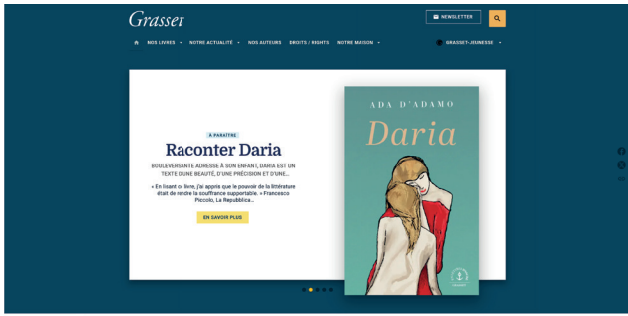 Grasset
NEWSLETTER
NOS LIVRES
NOTRE ACTUALITÉ
NOS AUTEURS
DROITS / RIGHTS
NOTRE MAISON
GRASSET-JEUNESSE
À PARAÎTRE
Raconter Daria
BOULEVERSANTE ADRESSE À SON ENFANT, DARIA EST UN
TEXTE DUNE BEAUTÉ, D'UNE PRÉCISION ET D'UNE...
« En lisant ce livre, j'ai appris que le pouvoir de la littérature
était de rendre la souffrance supportable. » Francesco
Piccolo, La Repubblica...
EN SAVOIR PLUS
ADA D'ADAMO
Daria